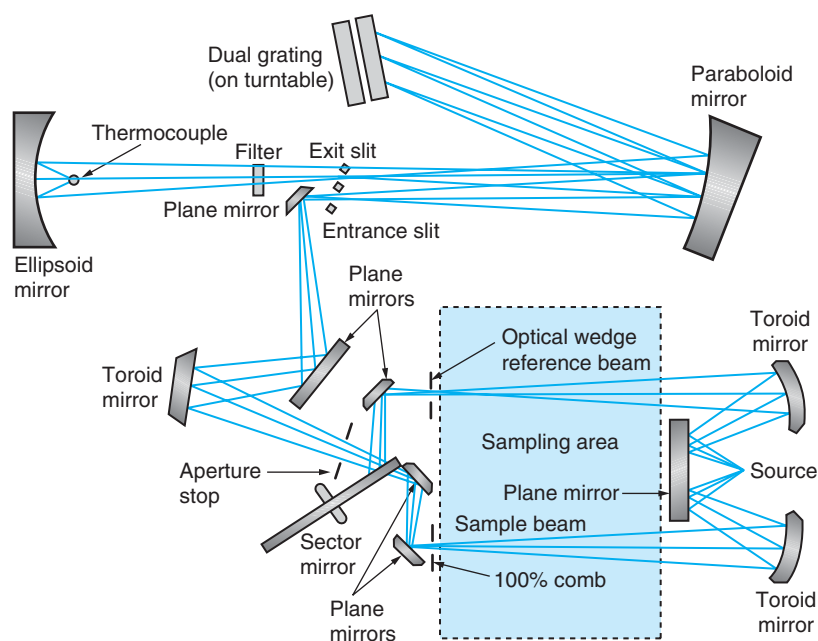 Dual grating
(on turntable)
Paraboloid
mirror
Thermocouple
Filter
Exit slit
Plane mirror
Entrance slit
Ellipsoid
mirror
Plane
mirrors
Toroid
mirror
Optical wedge
reference beam
Toroid
mirror
Sampling area
Aperture
stop
Source
Plane mirror
Sample beam
Sector
mirror
100% comb
Plane
mirrors
Toroid
mirror